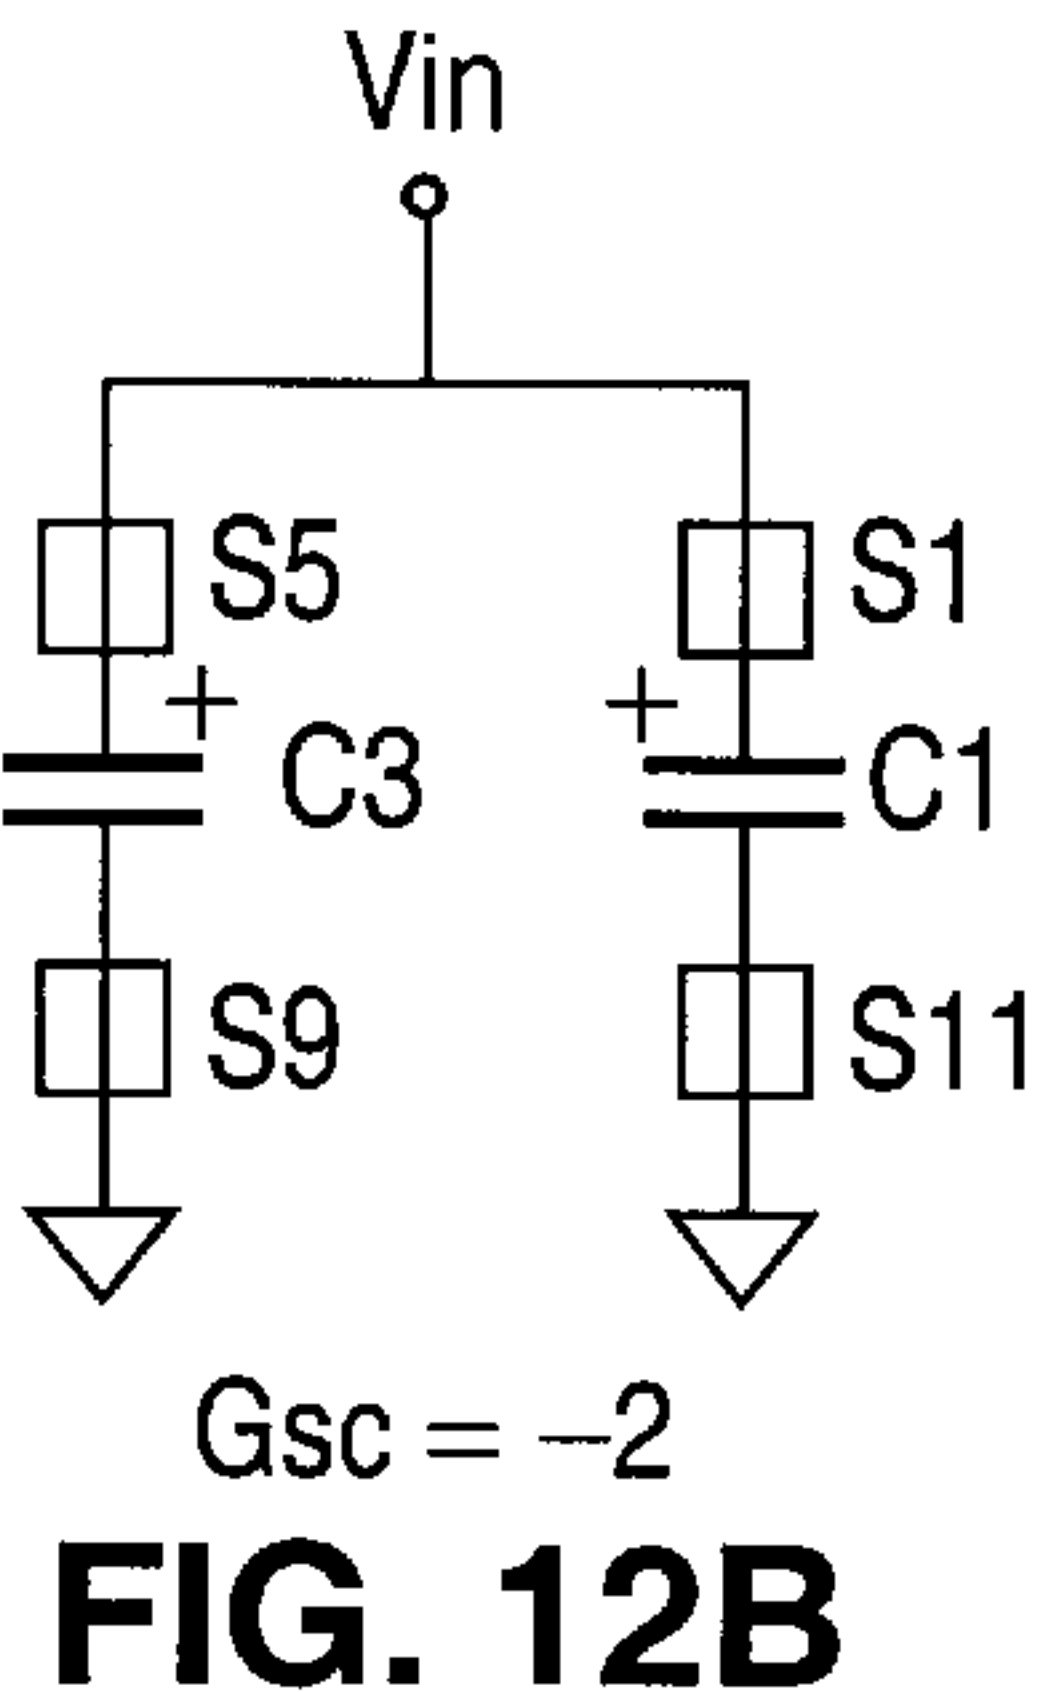 Vin
S5 S1
+ +
C3 C1
S9 S11
Gsc = –2
FIG. 12B